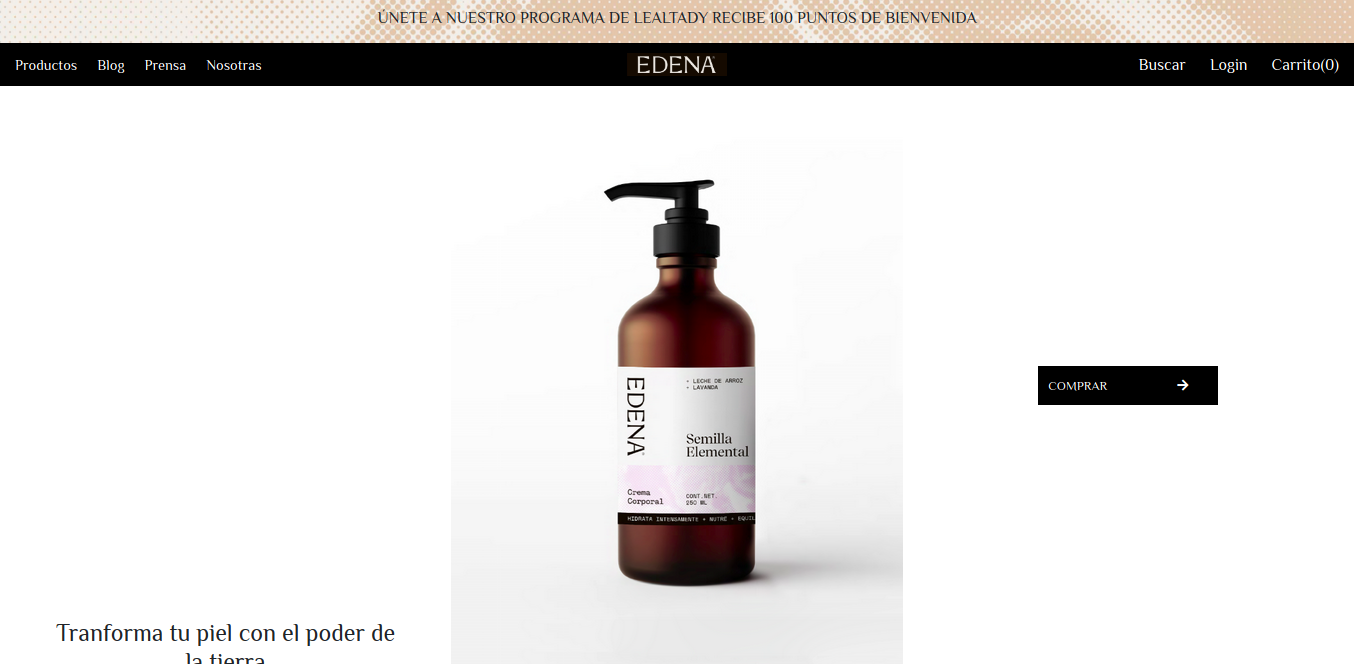 ÚNETE A NUESTRO PROGRAMA DE LEALTADY RECIBE 100 PUNTOS DE BIENVENIDA
Productos Blog Prensa Nosotras EDENA Buscar Login Carrito(0)
EDENA
+ LECHE DE ARROZ
+ LAVANDA
Semilla
Elemental
Crema
Corporal
CONT.NET.
250 ML
HIDRATA INTENSAMENTE + NUTRE +
COMPRAR
Tranforma tu piel con el poder de
la tierra